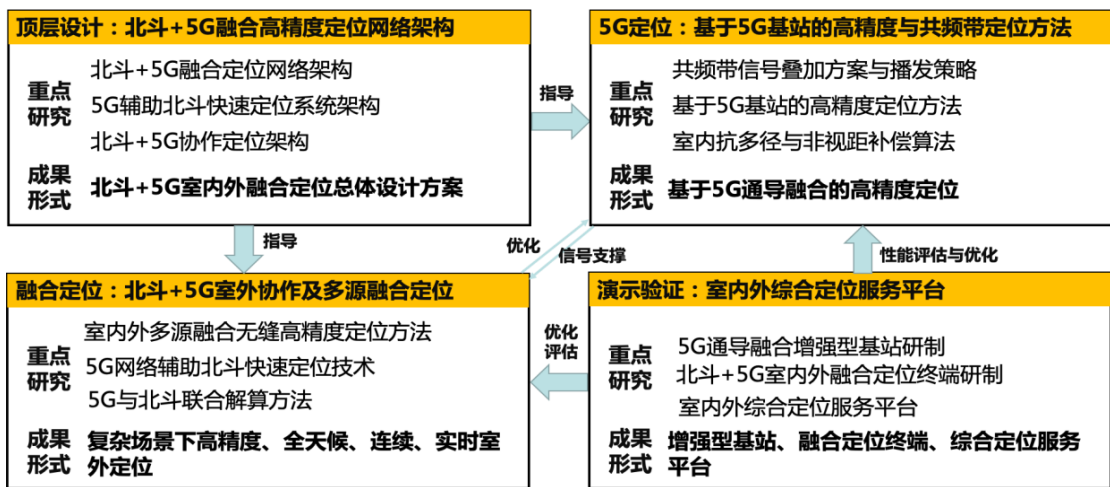 顶层设计：北斗+5G融合高精度定位网络架构
重点
研究
北斗+5G融合定位网络架构
5G辅助北斗快速定位系统架构
北斗+5G协作定位架构
成果
形式
北斗+5G室内外融合定位总体设计方案
指导
5G定位：基于5G基站的高精度与共频带定位方法
重点
研究
共频带信号叠加方案与播发策略
基于5G基站的高精度定位方法
室内抗多径与非视距补偿算法
成果
形式
基于5G通导融合的高精度定位
指导
优化
信号支撑
性能评估与优化
融合定位：北斗+5G室外协作及多源融合定位
重点
研究
室内外多源融合无缝高精度定位方法
5G网络辅助北斗快速定位技术
5G与北斗联合解算方法
成果
形式
复杂场景下高精度、全天候、连续、实时室
外定位
优化
评估
演示验证：室内外综合定位服务平台
重点
研究
5G通导融合增强型基站研制
北斗+5G室内外融合定位终端研制
室内外综合定位服务平台
成果
形式
增强型基站、融合定位终端、综合定位服务
平台